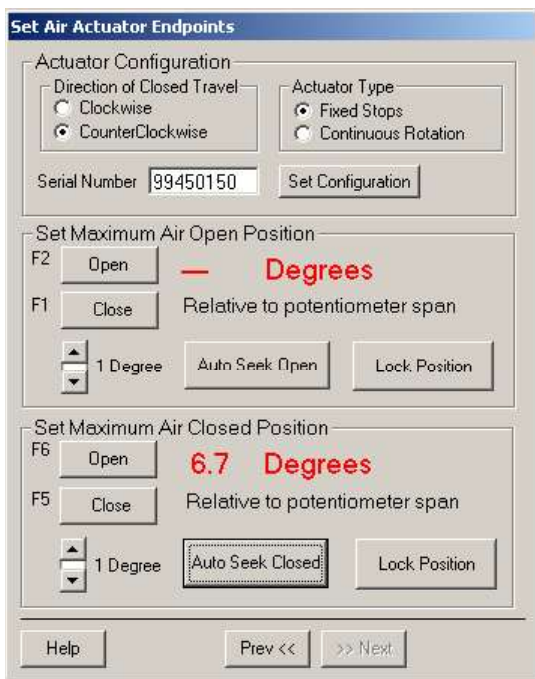 Set Air Actuator Endpoints
Actuator Configuration
Direction of Closed Travel
Clockwise
CounterClockwise
Actuator Type
Fixed Stops
Continuous Rotation
Serial Number 99450150 Set Configuration
Set Maximum Air Open Position
F2 Open — Degrees
F1 Close Relative to potentiometer span
1 Degree Auto Seek Open Lock Position
Set Maximum Air Closed Position
F6 Open 6.7 Degrees
F5 Close Relative to potentiometer span
1 Degree Auto Seek Closed Lock Position
Help Prev << >> Next